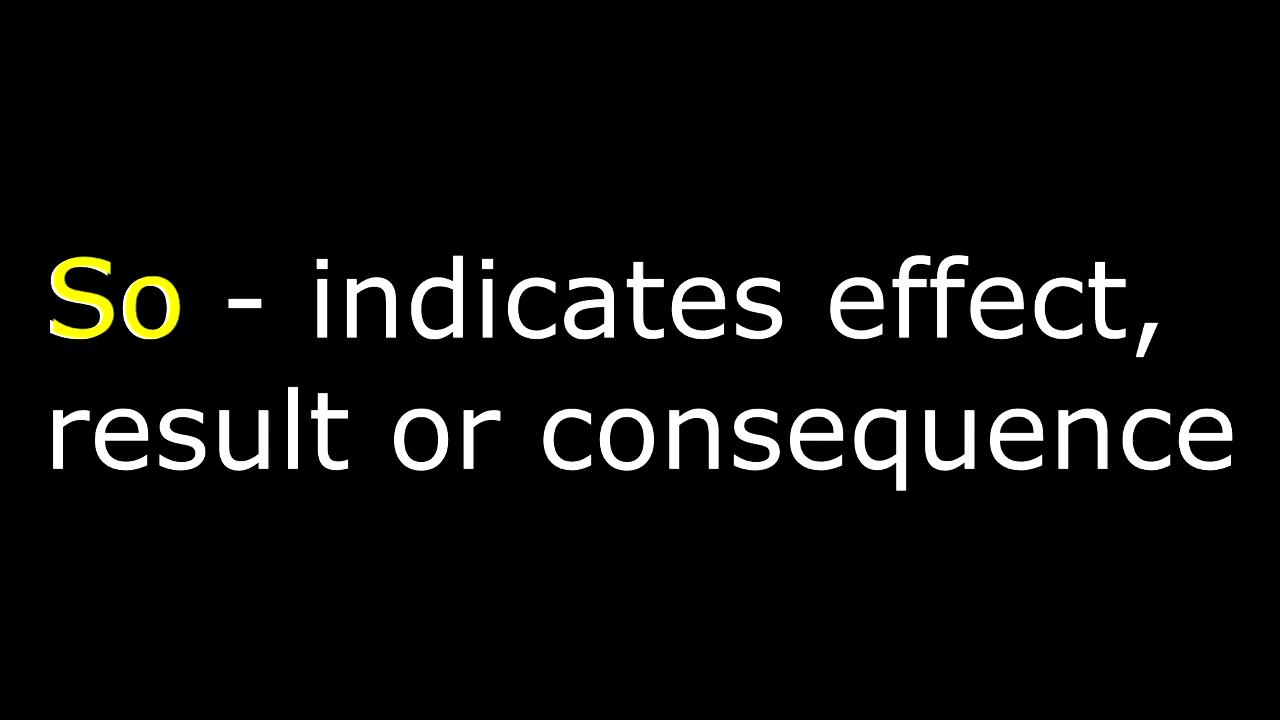 So - indicates effect,
result or consequence